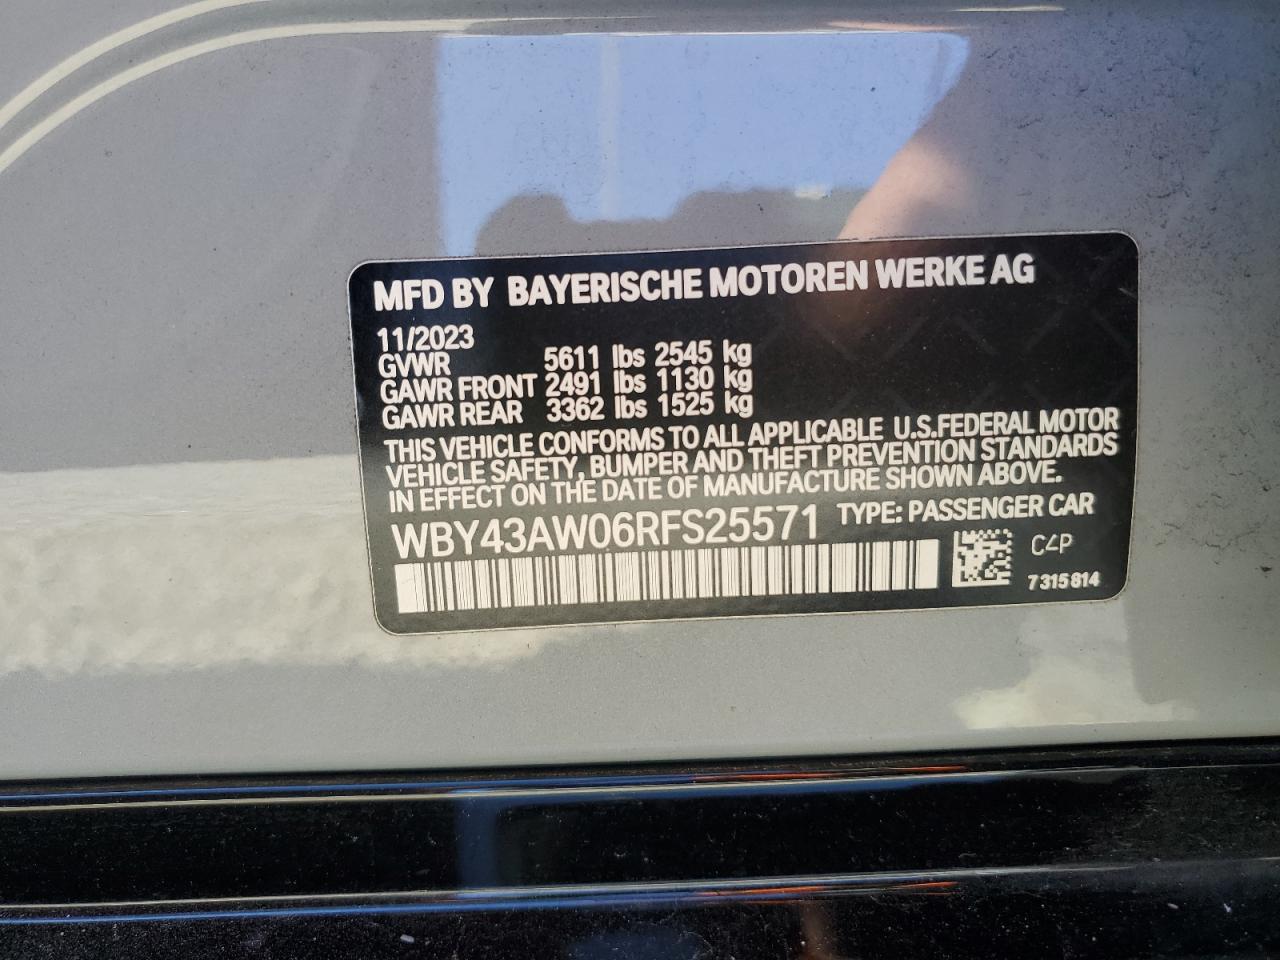 MFD BY BAYERISCHE MOTOREN WERKE AG
11/2023
GVWR 5611 lbs 2545 kg
GAWR FRONT 2491 lbs 1130 kg
GAWR REAR 3362 lbs 1525 kg
THIS VEHICLE CONFORMS TO ALL APPLICABLE U.S.FEDERAL MOTOR
VEHICLE SAFETY, BUMPER AND THEFT PREVENTION STANDARDS
IN EFFECT ON THE DATE OF MANUFACTURE SHOWN ABOVE.
WBY43AW06RFS25571 TYPE: PASSENGER CAR
C4P
7315814